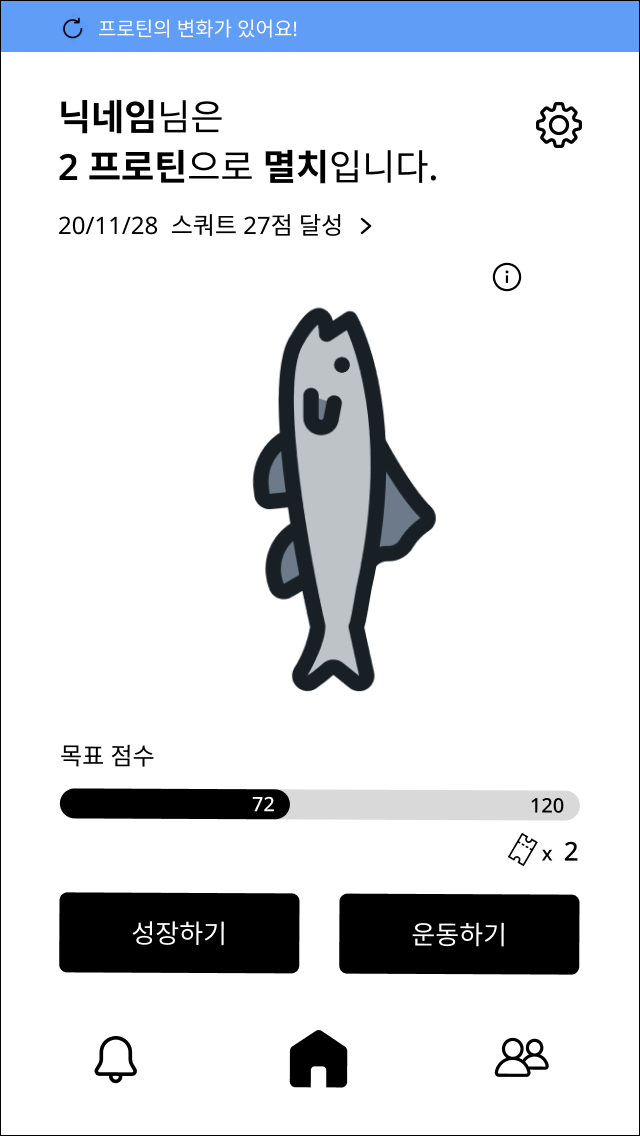 프로틴의 변화가 있어요!
닉네임님은
2 프로틴으로 멸치입니다.
20/11/28 스쿼트 27점 달성 >
목표 점수
72 120
x 2
성장하기 운동하기